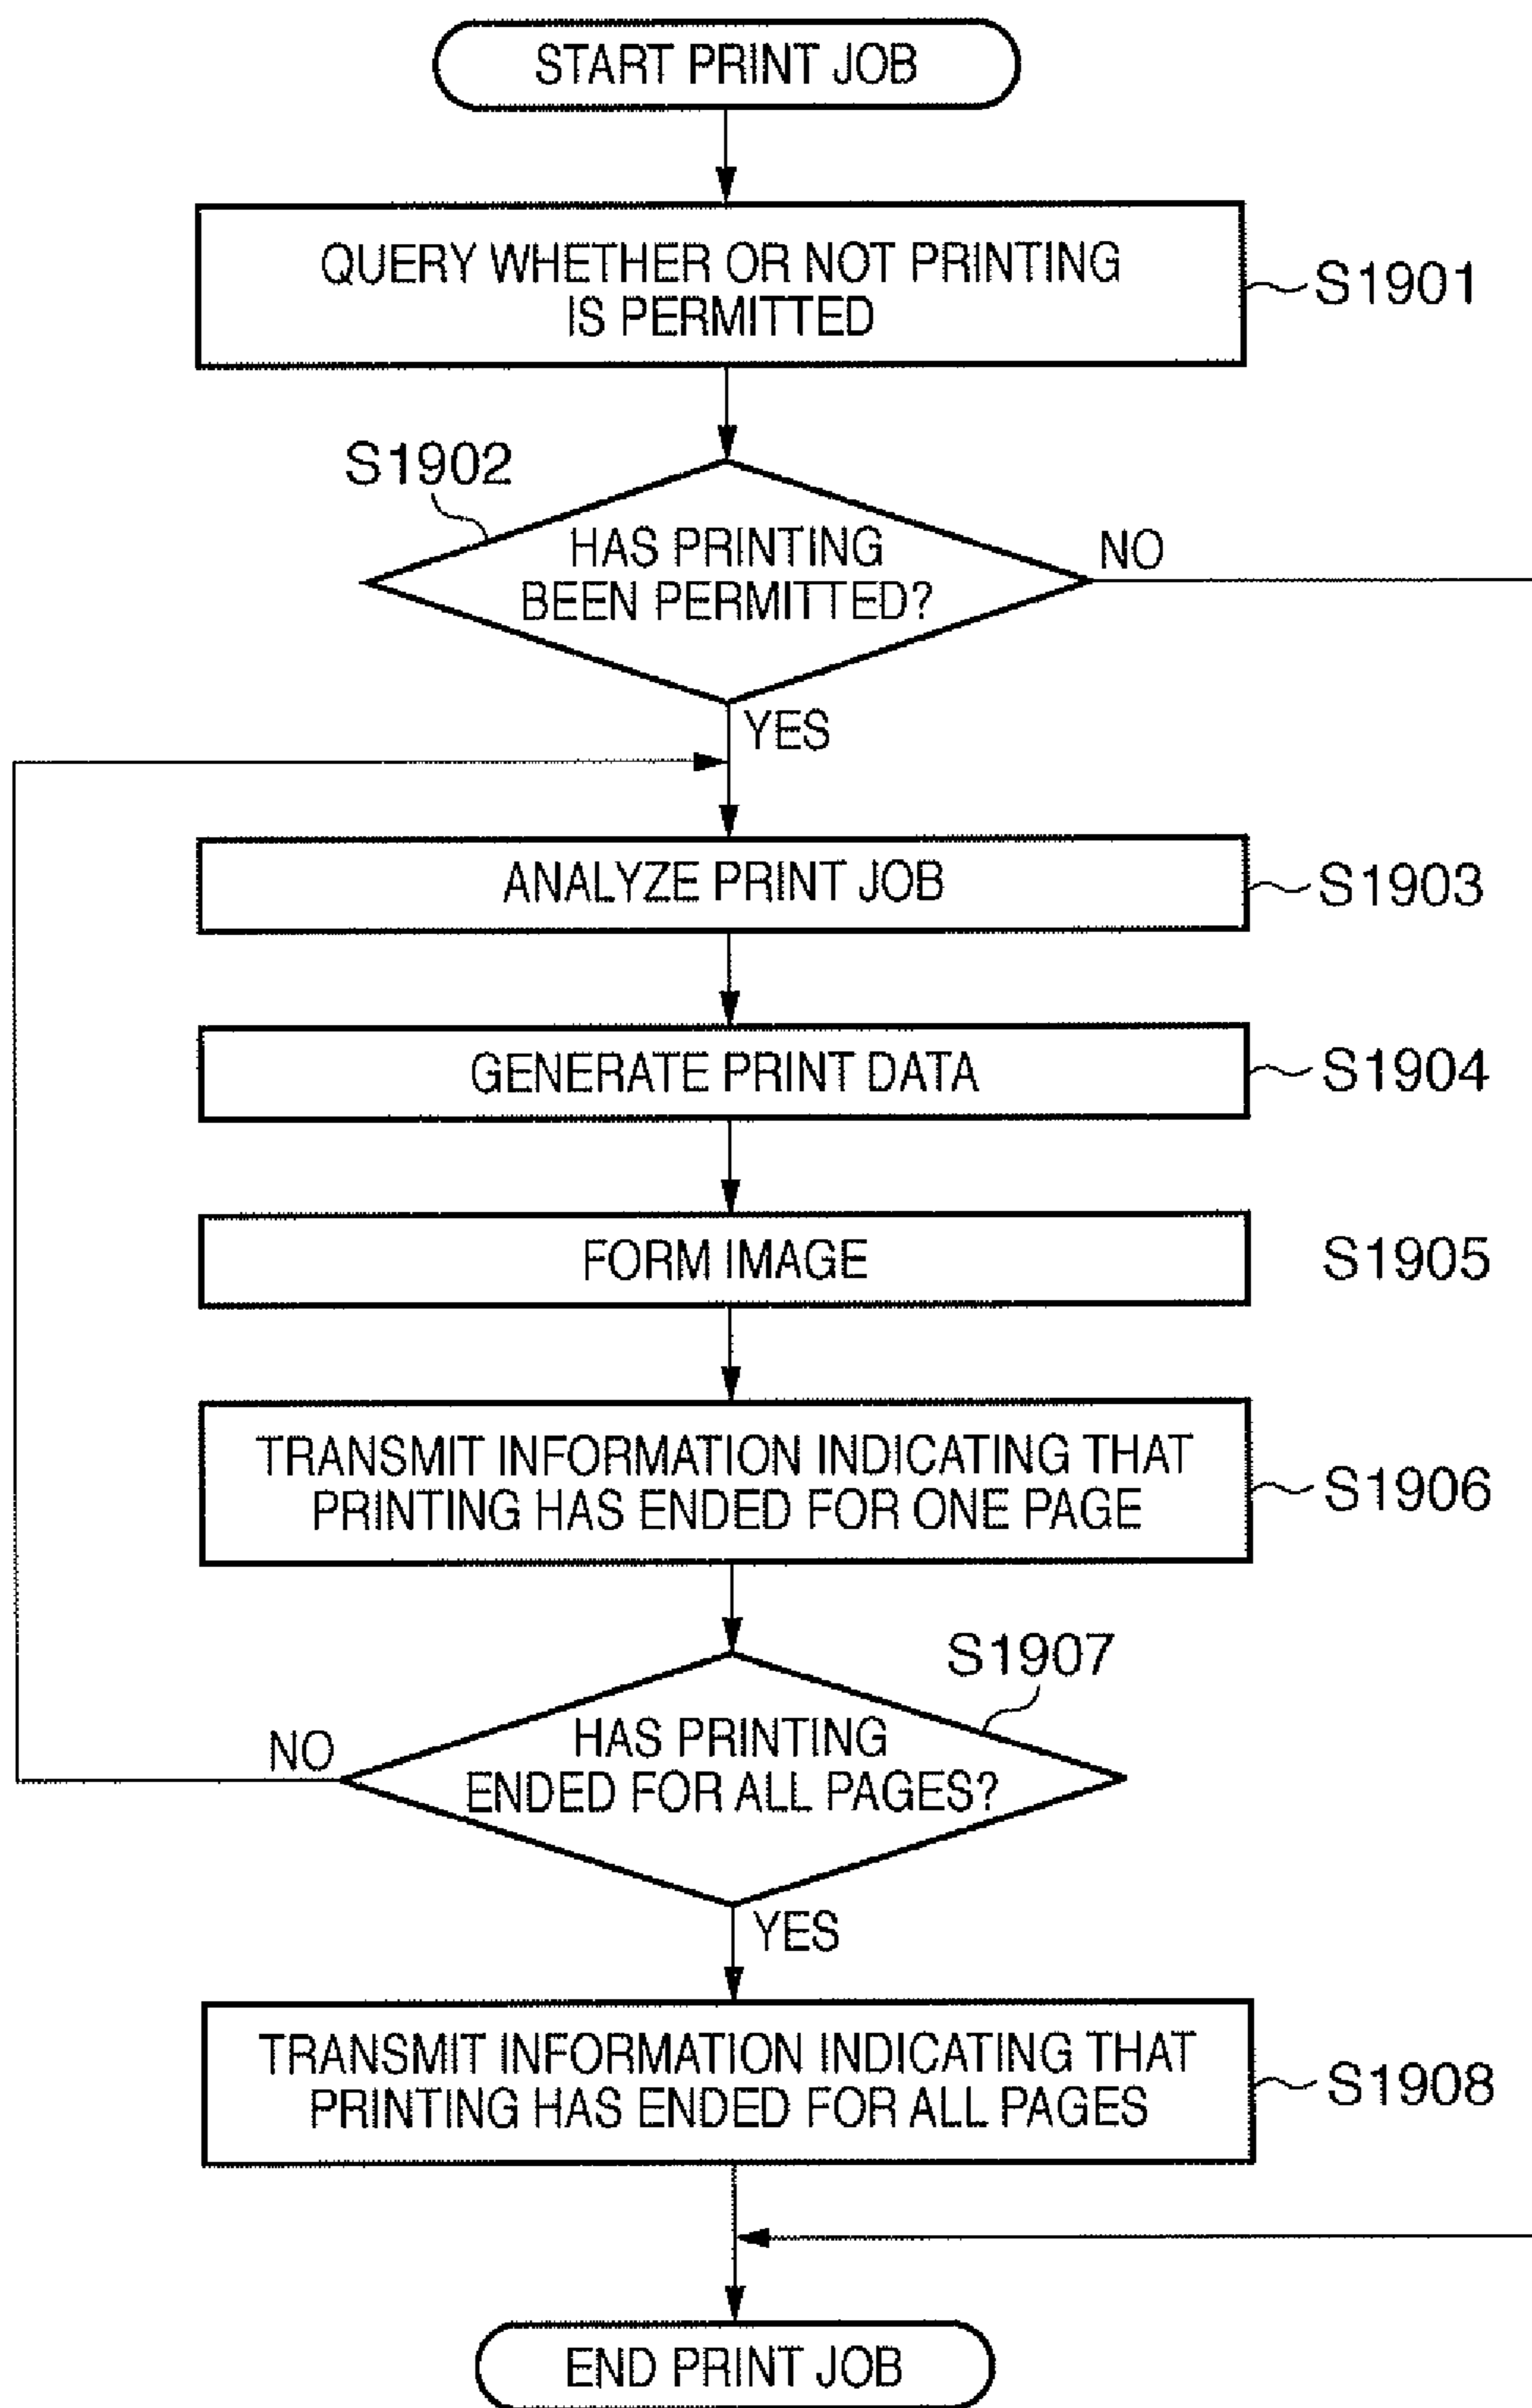 START PRINT JOB
QUERY WHETHER OR NOT PRINTING
IS PERMITTED
S1901
S1902
HAS PRINTING
BEEN PERMITTED?
NO
YES
ANALYZE PRINT JOB
S1903
GENERATE PRINT DATA
S1904
FORM IMAGE
S1905
TRANSMIT INFORMATION INDICATING THAT
PRINTING HAS ENDED FOR ONE PAGE
S1906
S1907
HAS PRINTING
ENDED FOR ALL PAGES?
NO
YES
TRANSMIT INFORMATION INDICATING THAT
PRINTING HAS ENDED FOR ALL PAGES
S1908
END PRINT JOB